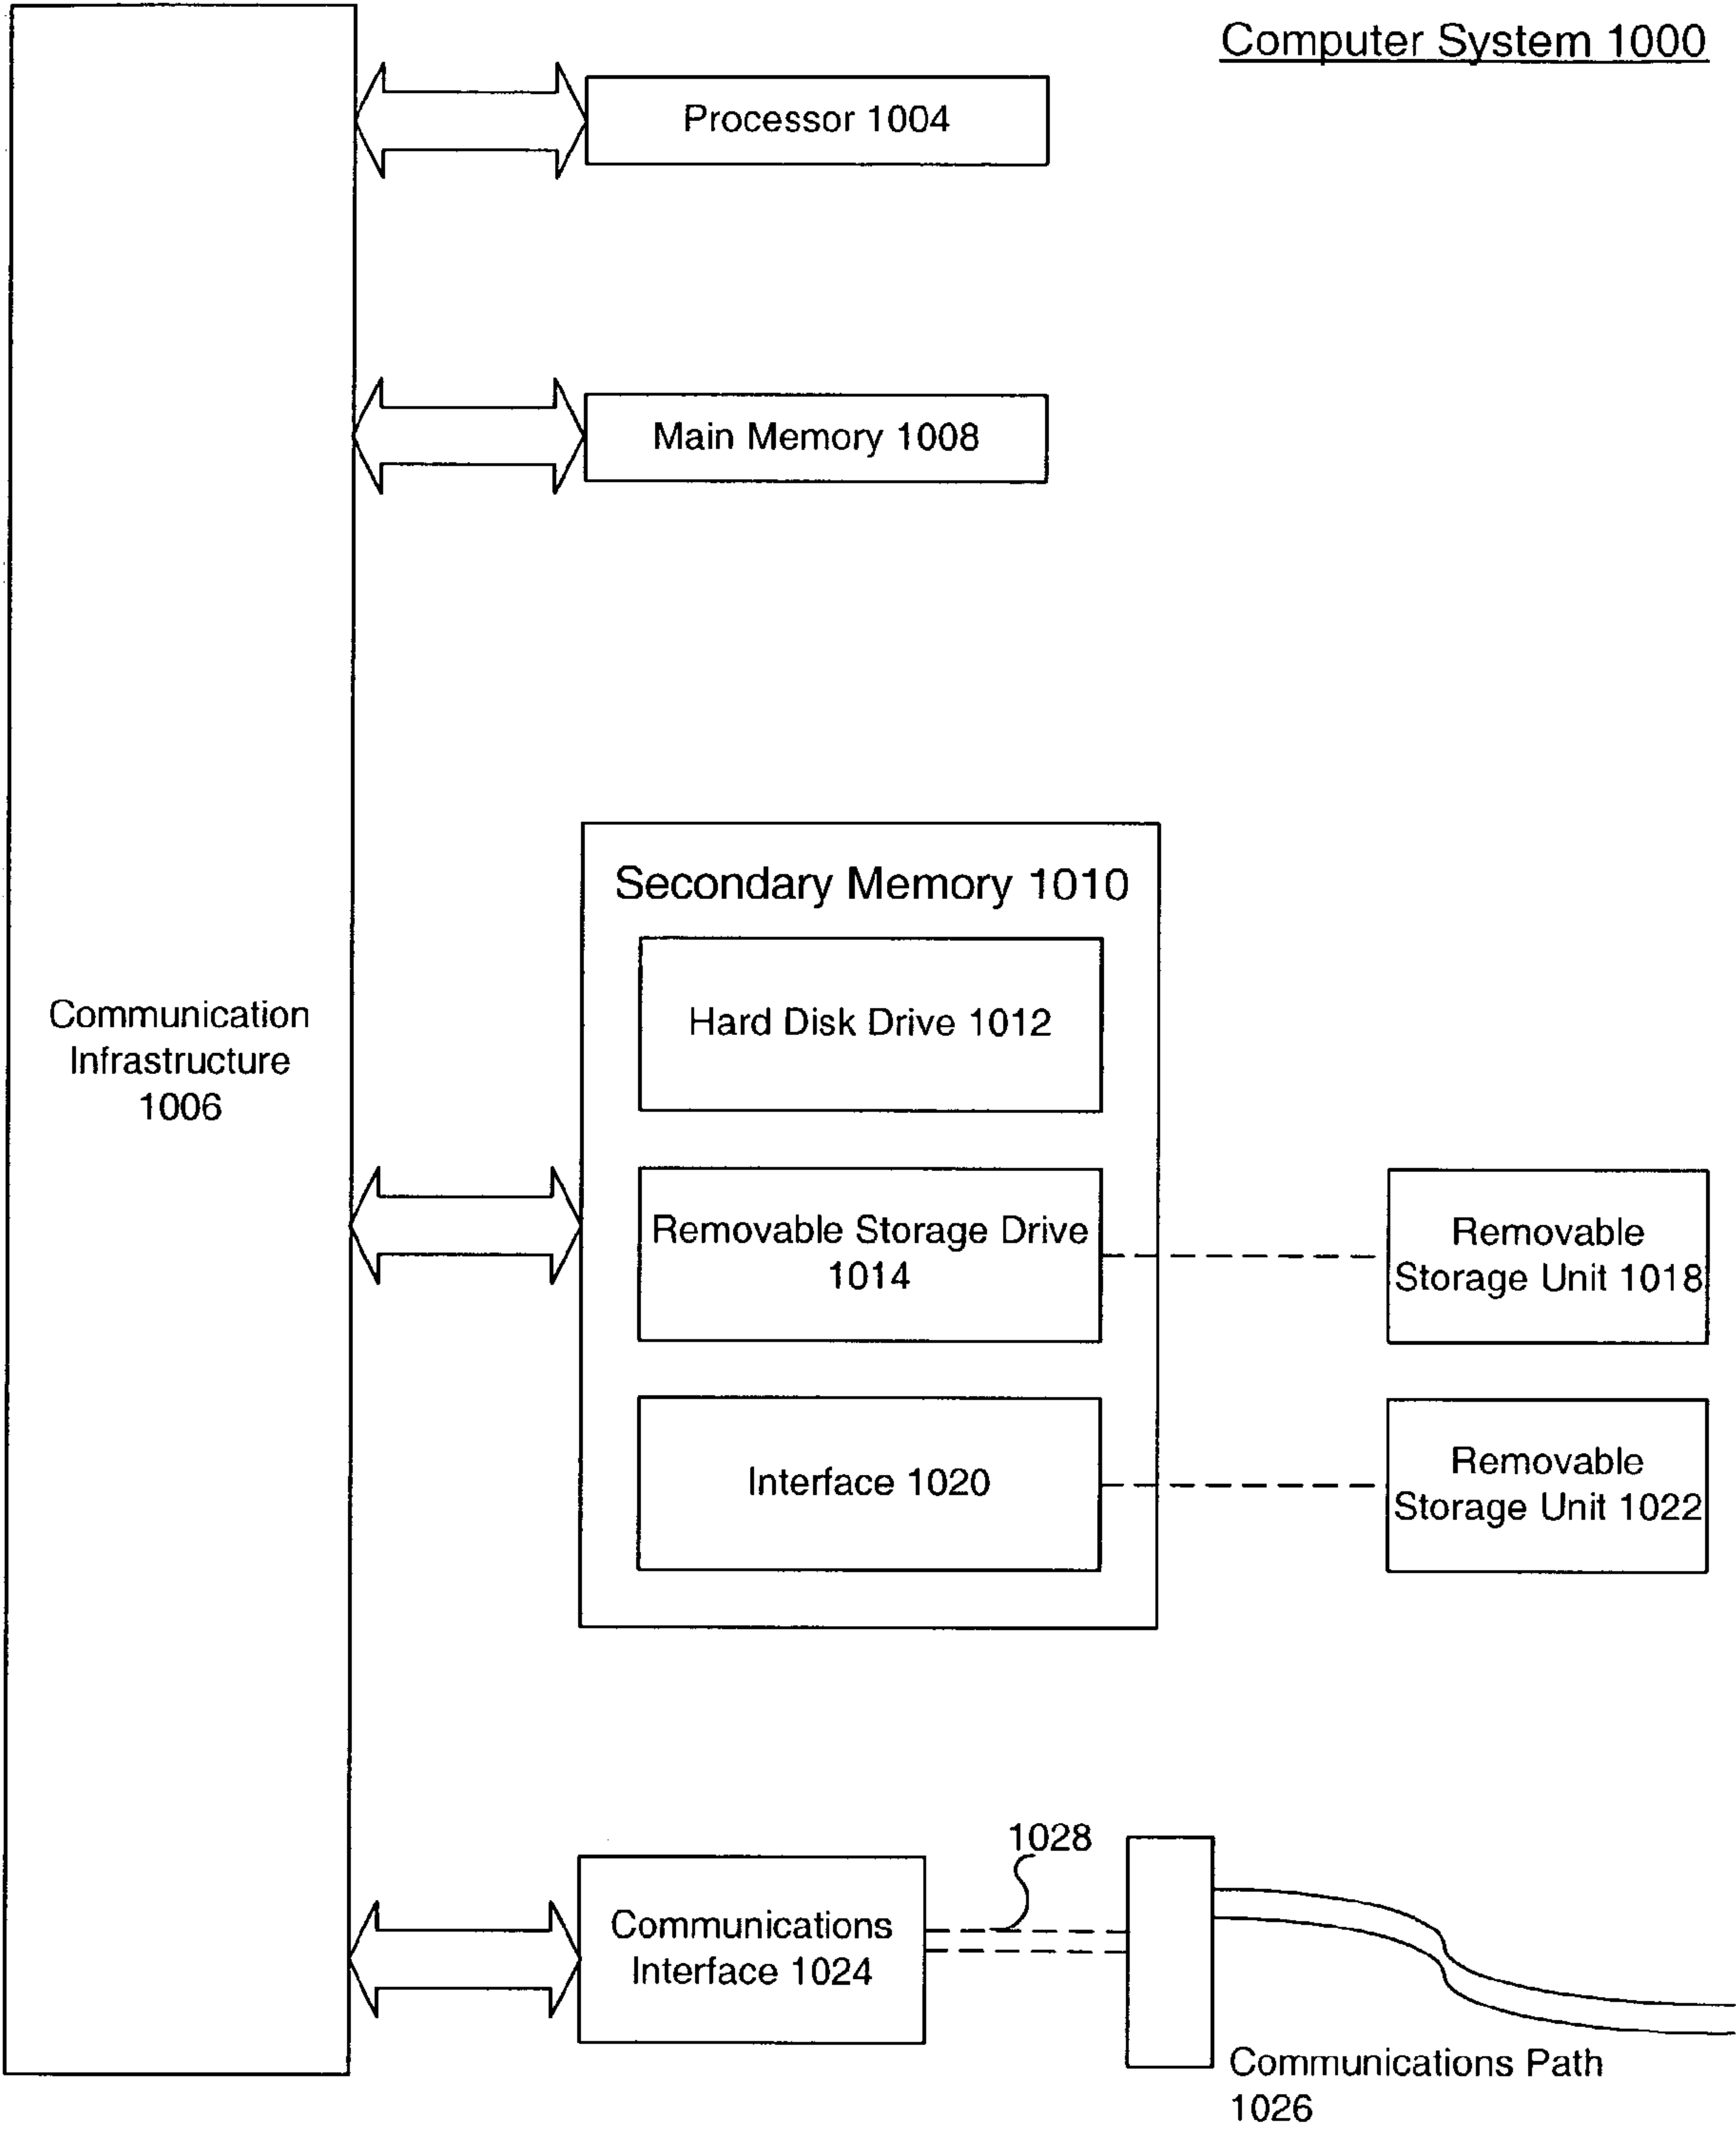 Computer System 1000
Processor 1004
Main Memory 1008
Communication
Infrastructure
1006
Secondary Memory 1010
Hard Disk Drive 1012
Removable Storage Drive
1014
Removable
Storage Unit 1018
Interface 1020
Removable
Storage Unit 1022
1028
Communications
Interface 1024
Communications Path
1026